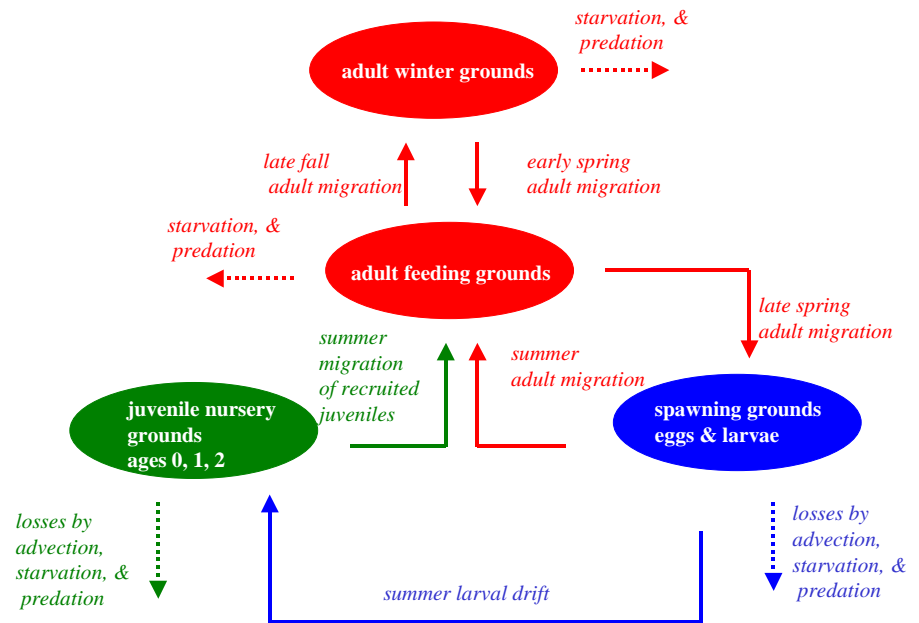 starvation, &
predation
adult winter grounds
late fall
adult migration
early spring
adult migration
starvation, &
predation
adult feeding grounds
late spring
adult migration
summer
migration
of recruited
juveniles
summer
adult migration
juvenile nursery
grounds
ages 0, 1, 2
spawning grounds
eggs & larvae
losses by
advection,
starvation, &
predation
losses by
advection,
starvation, &
predation
summer larval drift